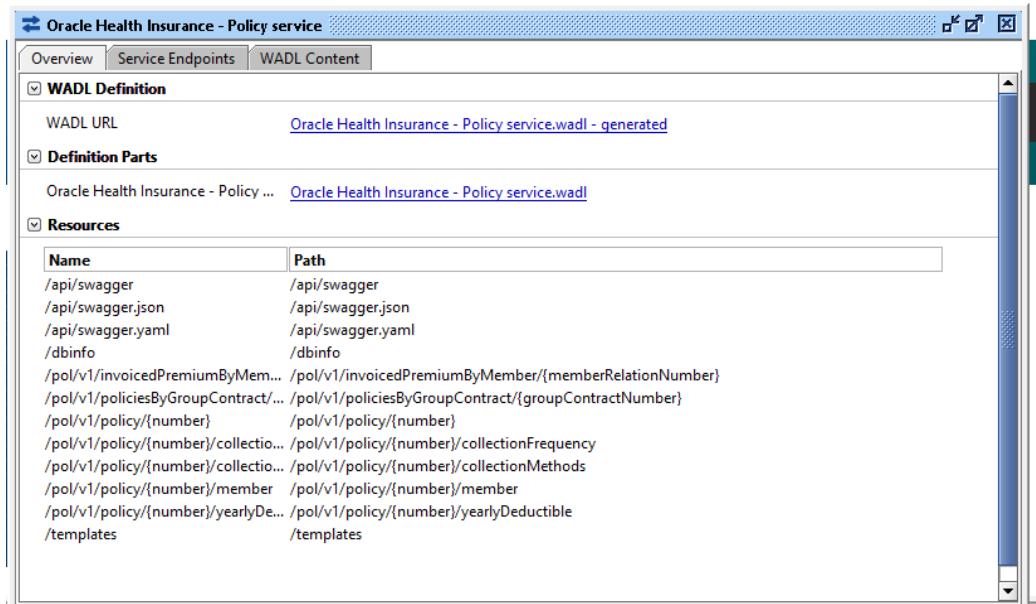 Oracle Health Insurance - Policy service
Overview Service Endpoints WADL Content
WADL Definition
WADL URL Oracle Health Insurance - Policy service.wadl - generated
Definition Parts
Oracle Health Insurance - Policy ... Oracle Health Insurance - Policy service.wadl
Resources
Name Path
/api/swagger /api/swagger
/api/swagger.json /api/swagger.json
/api/swagger.yaml /api/swagger.yaml
/dbinfo /dbinfo
/pol/v1/invoicedPremiumByMem... /pol/v1/invoicedPremiumByMember/{memberRelationNumber}
/pol/v1/policiesByGroupContract/... /pol/v1/policiesByGroupContract/{groupContractNumber}
/pol/v1/policy/{number} /pol/v1/policy/{number}
/pol/v1/policy/{number}/collectio... /pol/v1/policy/{number}/collectionFrequency
/pol/v1/policy/{number}/collectio... /pol/v1/policy/{number}/collectionMethods
/pol/v1/policy/{number}/member /pol/v1/policy/{number}/member
/pol/v1/policy/{number}/yearlyDe... /pol/v1/policy/{number}/yearlyDeductible
/templates /templates